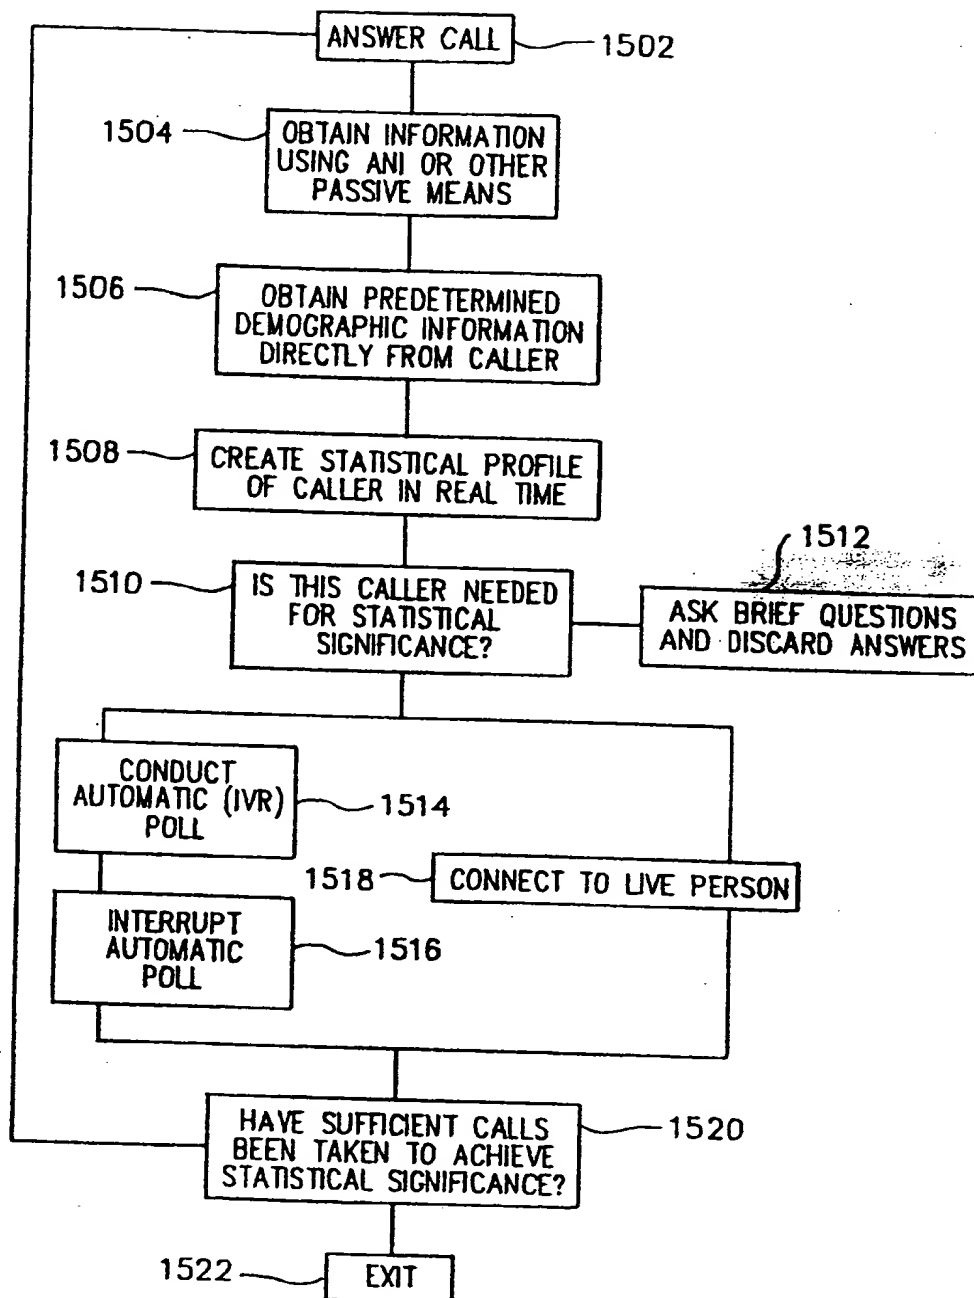 ANSWER CALL
1502
1504
OBTAIN INFORMATION
USING ANI OR OTHER
PASSIVE MEANS
1506
OBTAIN PREDETERMINED
DEMOGRAPHIC INFORMATION
DIRECTLY FROM CALLER
1508
CREATE STATISTICAL PROFILE
OF CALLER IN REAL TIME
1510
IS THIS CALLER NEEDED
FOR STATISTICAL
SIGNIFICANCE?
1512
ASK BRIEF QUESTIONS
AND DISCARD ANSWERS
CONDUCT
AUTOMATIC (IVR)
POLL
1514
1518
CONNECT TO LIVE PERSON
INTERRUPT
AUTOMATIC
POLL
1516
HAVE SUFFICIENT CALLS
BEEN TAKEN TO ACHIEVE
STATISTICAL SIGNIFICANCE?
1520
1522
EXIT